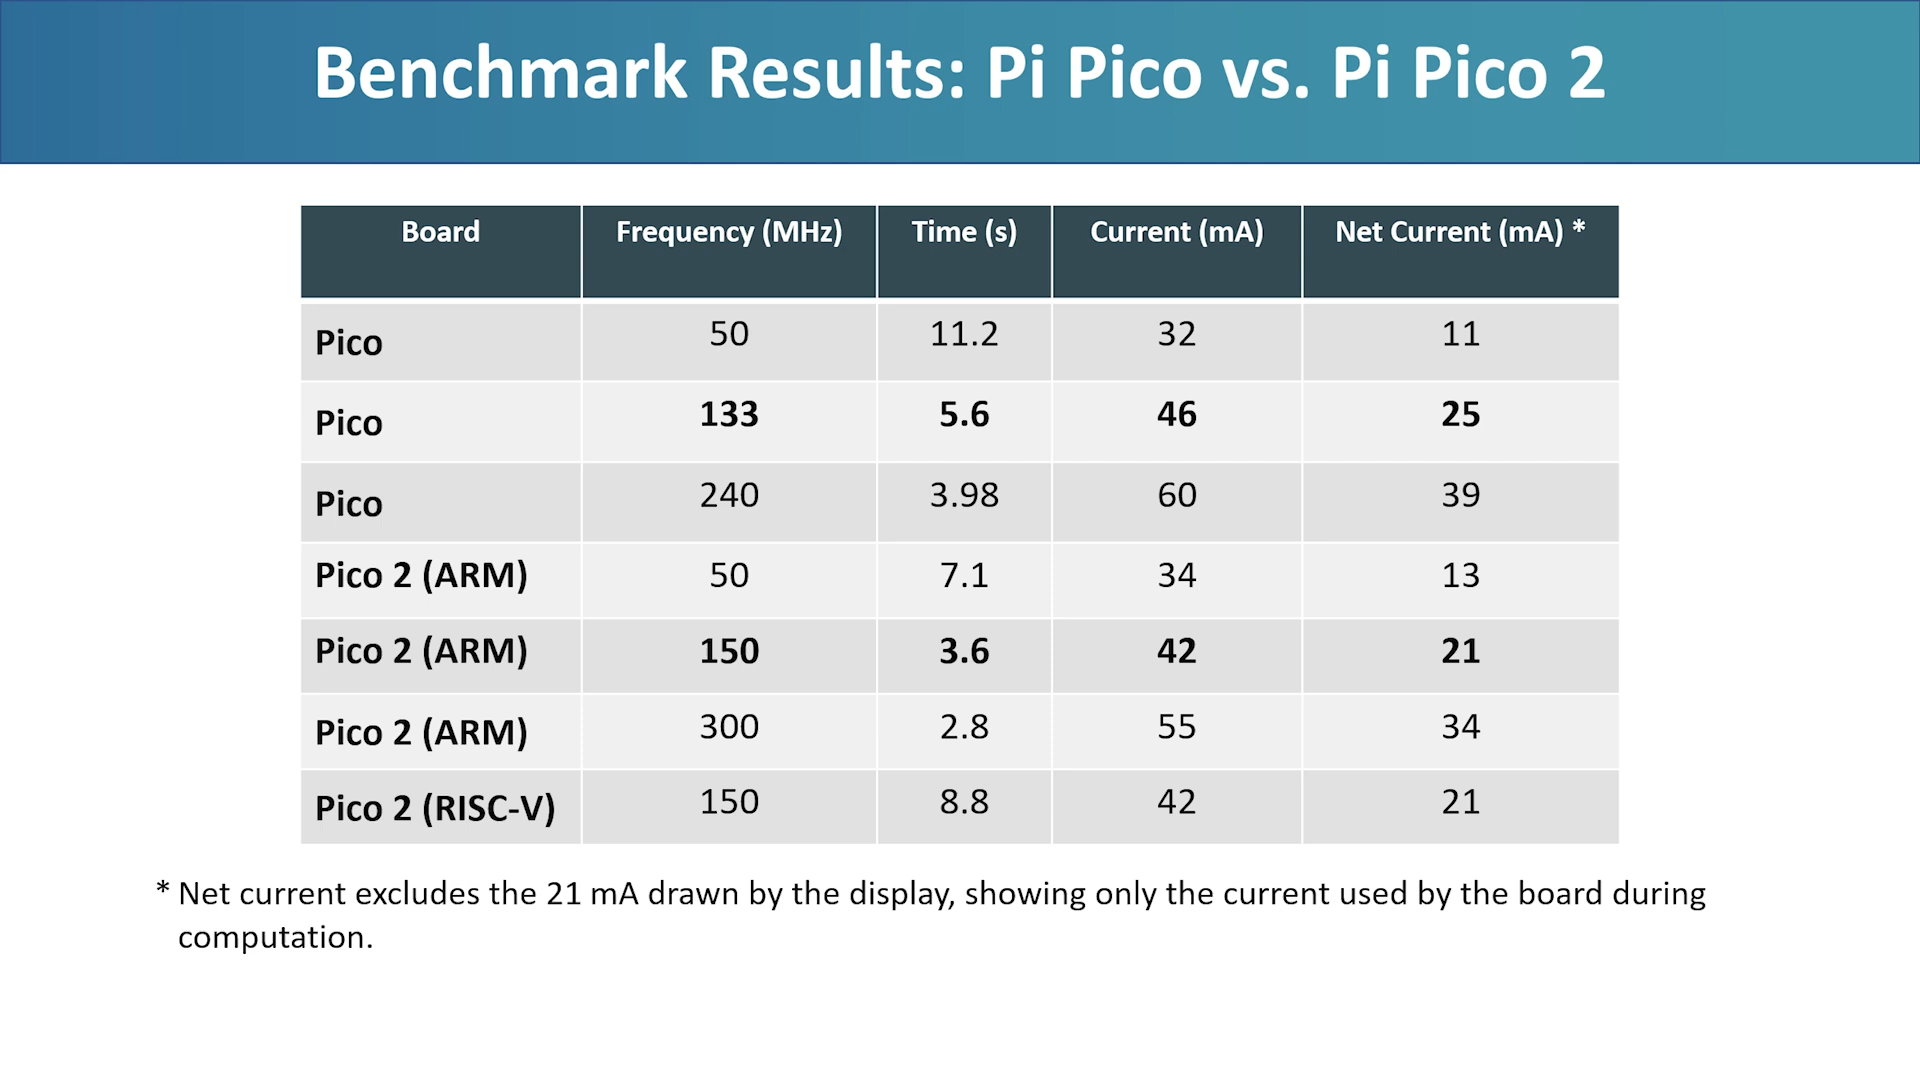 Benchmark Results: Pi Pico vs. Pi Pico 2
Board Frequency (MHz) Time (s) Current (mA) Net Current (mA) *
Pico 50 11.2 32 11
Pico 133 5.6 46 25
Pico 240 3.98 60 39
Pico 2 (ARM) 50 7.1 34 13
Pico 2 (ARM) 150 3.6 42 21
Pico 2 (ARM) 300 2.8 55 34
Pico 2 (RISC-V) 150 8.8 42 21
* Net current excludes the 21 mA drawn by the display, showing only the current used by the board during
computation.